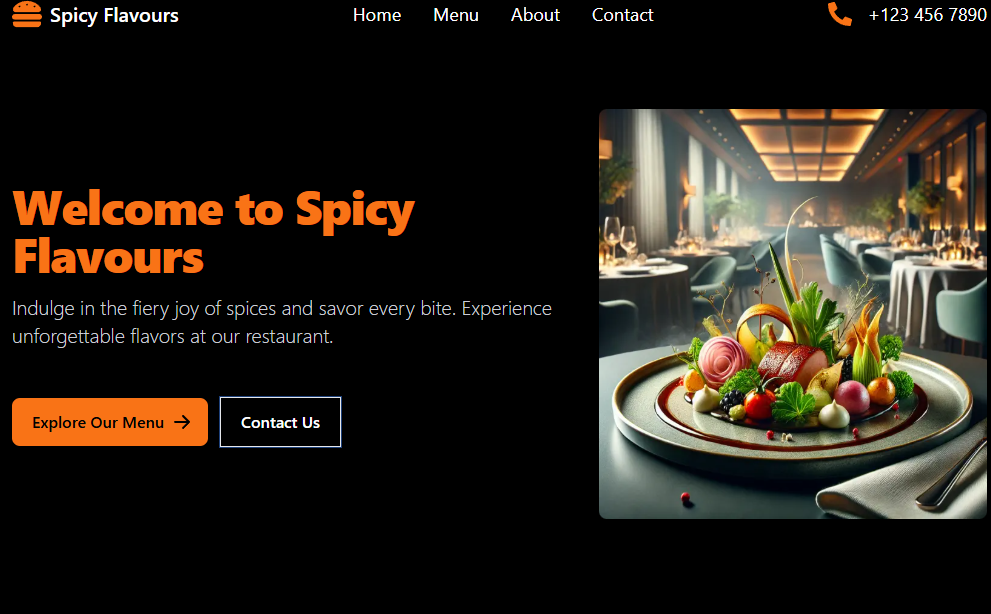 Spicy Flavours
Home
Menu
About
Contact
+123 456 7890
Welcome to Spicy
Flavours
Indulge in the fiery joy of spices and savor every bite. Experience
unforgettable flavors at our restaurant.
Explore Our Menu
Contact Us